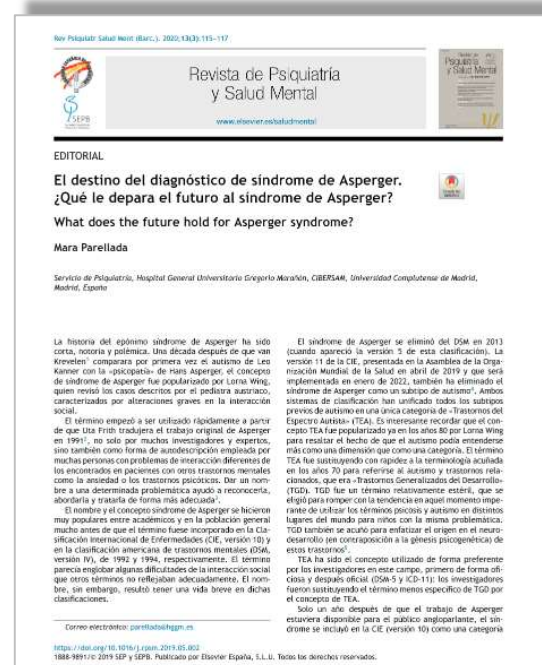 Rev Psiquiatr Salud Ment (Barc.). 2020;13(3):115---117
SEPB
Revista de Psiquiatría
y Salud Mental
www.elsevier.es/saludmental
Psiquiatría
y Salud Mental
EDITORIAL
El destino del diagnóstico de síndrome de Asperger.
¿Qué le depara el futuro al síndrome de Asperger?
What does the future hold for Asperger syndrome?
Mara Parellada
Servicio de Psiquiatría, Hospital General Universitario Gregorio Marañón, CIBERSAM, Universidad Complutense de Madrid,
Madrid, España
La historia del epónimo síndrome de Asperger ha sido
corta, notoria y polémica. Una década después de que van
Krevelen¹ comparara por primera vez el autismo de Leo
Kanner con la «psicopatía» de Hans Asperger, el concepto
de síndrome de Asperger fue popularizado por Lorna Wing,
quien revisó los casos descritos por el pediatra austriaco,
caracterizados por alteraciones graves en la interacción
social.
El término empezó a ser utilizado rápidamente a partir
de que Uta Frith tradujera el trabajo original de Asperger
en 1991², no solo por muchos investigadores y expertos,
sino también como forma de autodescripción empleada por
muchas personas con problemas de interacción diferentes de
los encontrados en pacientes con otros trastornos mentales
como la ansiedad o los trastornos psicóticos. Dar un nom-
bre a una determinada problemática ayudó a reconocerla,
abordarla y tratarla de forma más adecuada³.
El nombre y el concepto síndrome de Asperger se hicieron
muy populares entre académicos y en la población general
mucho antes de que el término fuese incorporado en la Cla-
sificación Internacional de Enfermedades (CIE, versión 10) y
en la clasificación americana de trastornos mentales (DSM,
versión IV), de 1992 y 1994, respectivamente. El término
parecía englobar algunas dificultades de la interacción social
que otros términos no reflejaban adecuadamente. El nom-
bre, sin embargo, resultó tener una vida breve en dichas
clasificaciones.
Correo electrónico: parellada@hggm.es
El síndrome de Asperger se eliminó del DSM en 2013
(cuando apareció la versión 5 de esta clasificación). La
versión 11 de la CIE, presentada en la Asamblea de la Orga-
nización Mundial de la Salud en abril de 2019 y que será
implementada en enero de 2022, también ha eliminado el
síndrome de Asperger como un subtipo de autismo⁴. Ambos
sistemas de clasificación han unificado todos los subtipos
previos de autismo en una única categoría de «Trastornos del
Espectro Autista» (TEA). Es interesante recordar que el con-
cepto TEA fue popularizado ya en los años 80 por Lorna Wing
para resaltar el hecho de que el autismo podía entenderse
más como una dimensión que como una categoría. El término
TEA fue sustituyendo con rapidez a la terminología acuñada
en los años 70 para referirse al autismo y trastornos rela-
cionados, que era «Trastornos Generalizados del Desarrollo»
(TGD). TGD fue un término relativamente estéril, que se
eligió para romper con la tendencia en aquel momento impe-
rante de utilizar los términos psicosis y autismo en distintos
lugares del mundo para niños con la misma problemática.
TGD también se acuñó para enfatizar el origen en el neuro-
desarrollo (en contraposición a la génesis psicogenética) de
estos trastornos⁵.
TEA ha sido el concepto utilizado de forma preferente
por los investigadores en este campo, primero de forma ofi-
ciosa y después oficial (DSM-5 y ICD-11): los investigadores
fueron sustituyendo el término menos específico de TGD por
el concepto de TEA.
Solo un año después de que el trabajo de Asperger
estuviera disponible para el público angloparlante, el sín-
drome se incluyó en la CIE (versión 10) como una categoría
https://doi.org/10.1016/j.rpsm.2019.05.002
1888-9891/© 2019 SEP y SEPB. Publicado por Elsevier España, S.L.U. Todos los derechos reservados.